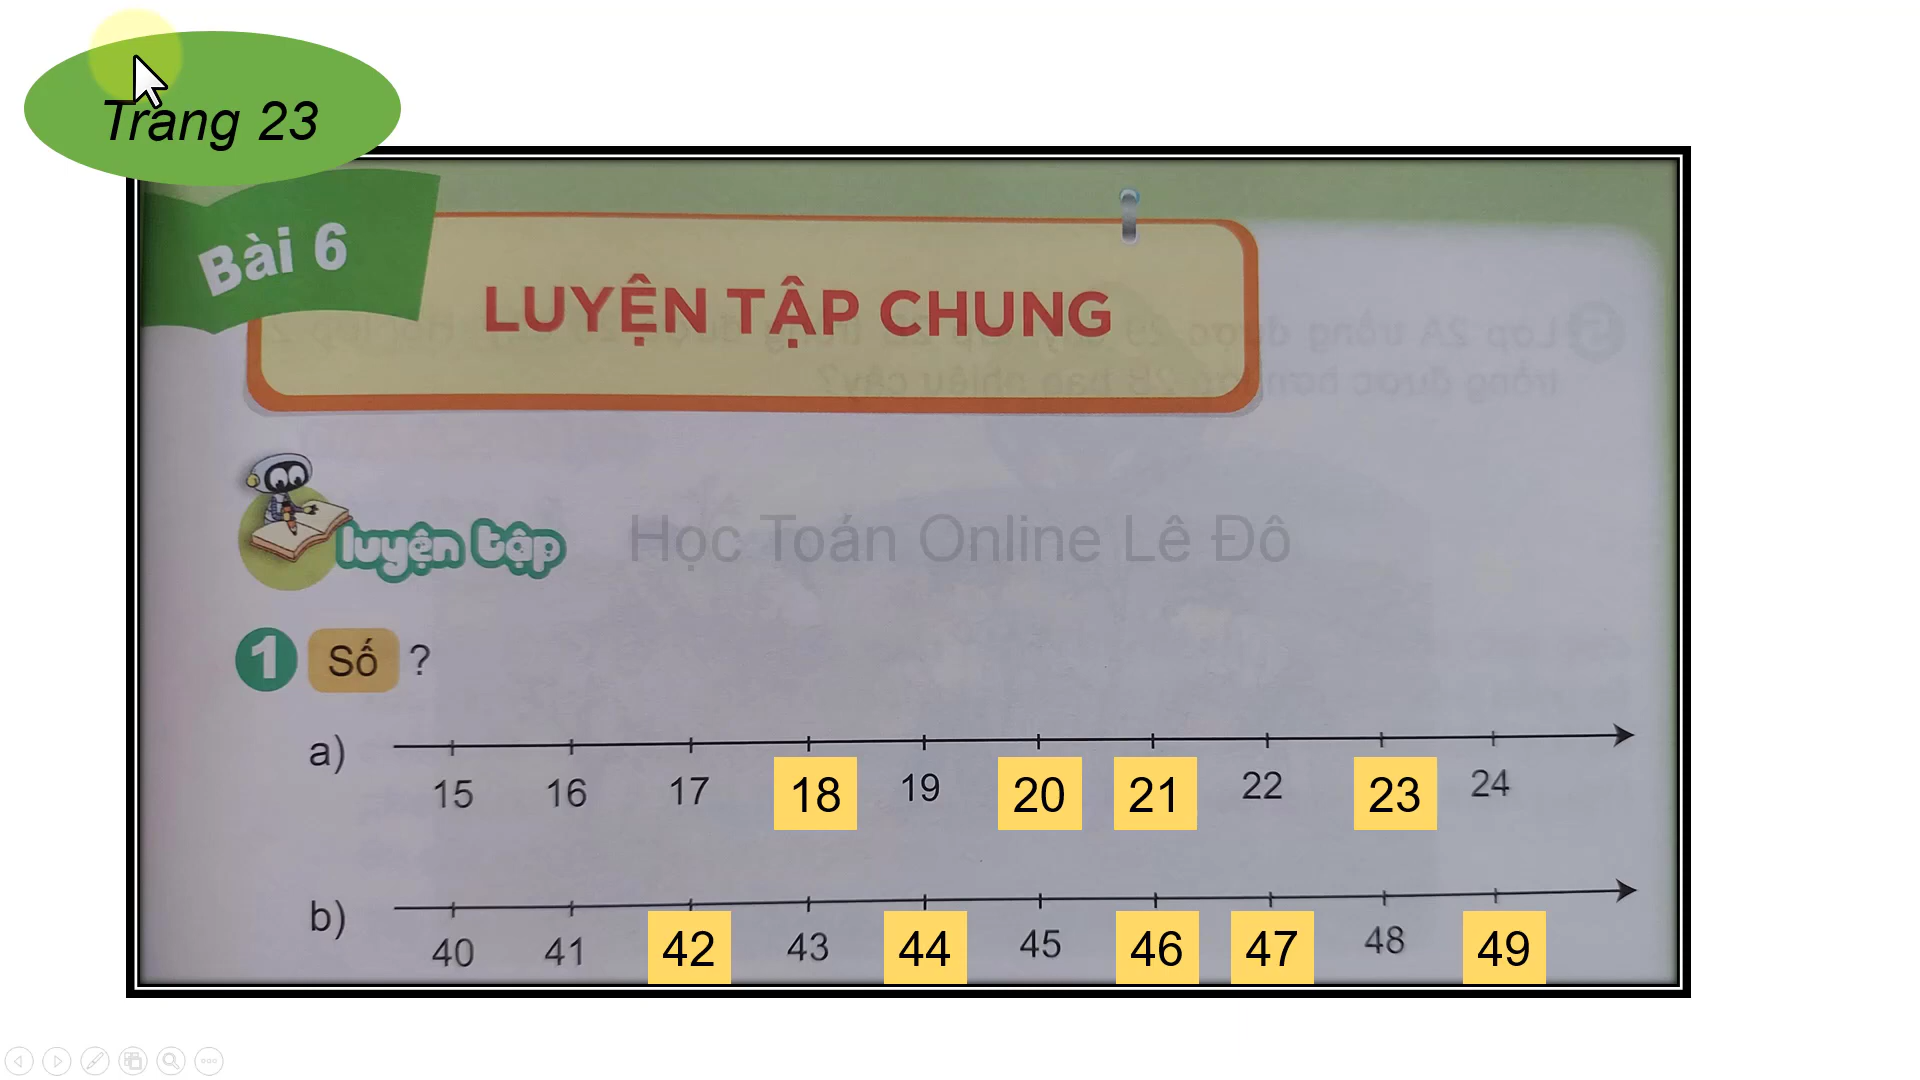 Trang 23
Bài 6
LUYỆN TẬP CHUNG
luyện tập
Học Toán Online Lê Đô
1 Số ?
a)
15 16 17 18 19 20 21 22 23 24
b)
40 41 42 43 44 45 46 47 48 49